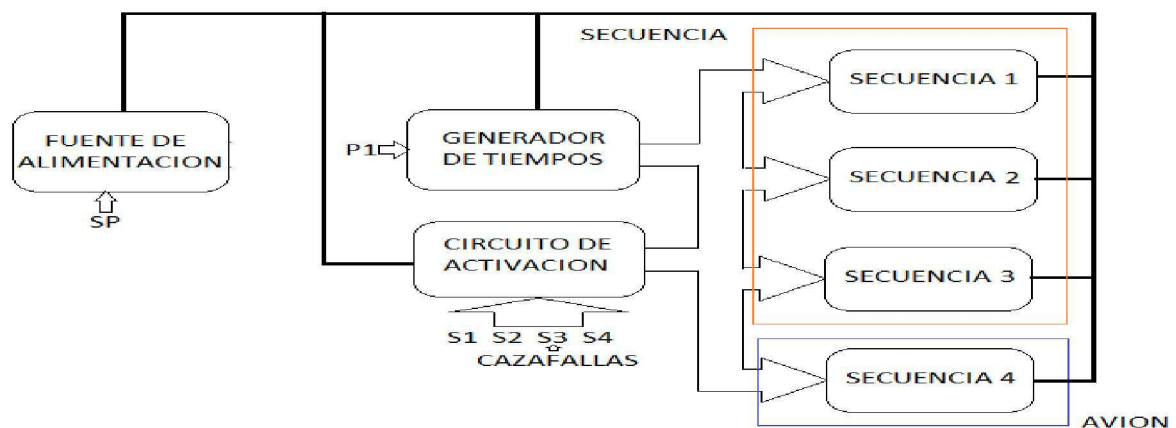 SECUENCIA
SECUENCIA 1
FUENTE DE
ALIMENTACION
SP
P1
GENERADOR
DE TIEMPOS
SECUENCIA 2
CIRCUITO DE
ACTIVACION
SECUENCIA 3
S1 S2 S3 S4
CAZAFALLAS
SECUENCIA 4
AVION